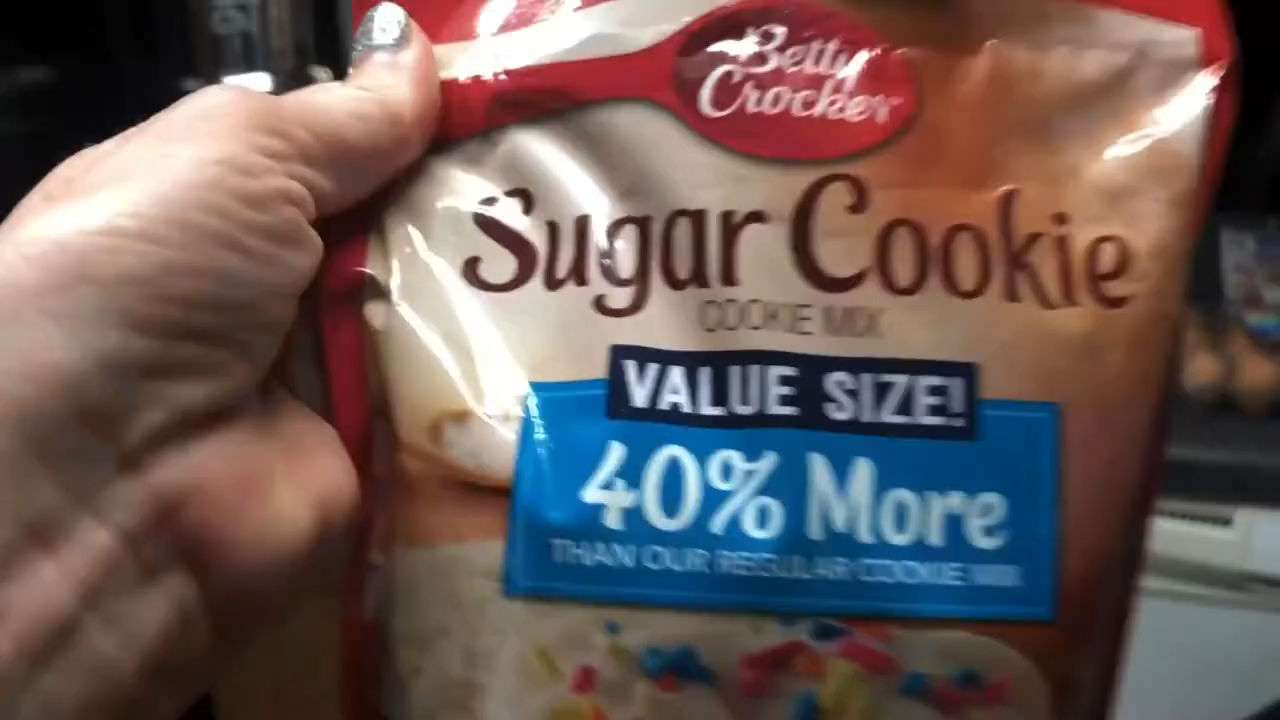 Betty
Crocker
Sugar Cookie
COOKIE MIX
VALUE SIZE!
40% More
THAN OUR REGULAR COOKIE MIX